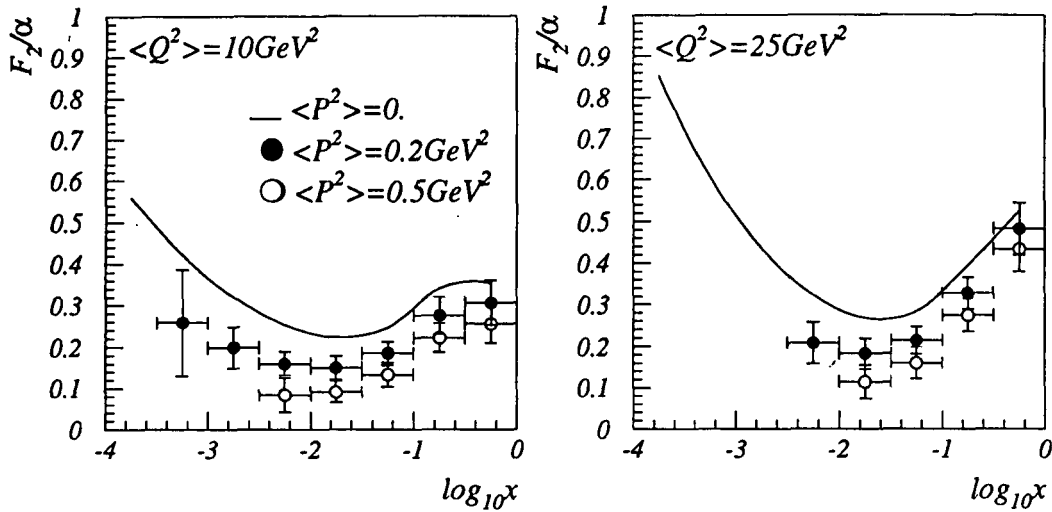 F₂/α
1
0.9
0.8
0.7
0.6
0.5
0.4
0.3
0.2
0.1
0
<Q²>=10GeV²
<P²>=0.
<P²>=0.2GeV²
<P²>=0.5GeV²
-4 -3 -2 -1 -0
log₁₀x
F₂/α
1
0.9
0.8
0.7
0.6
0.5
0.4
0.3
0.2
0.1
0
<Q²>=25GeV²
-4 -3 -2 -1 -0
log₁₀x